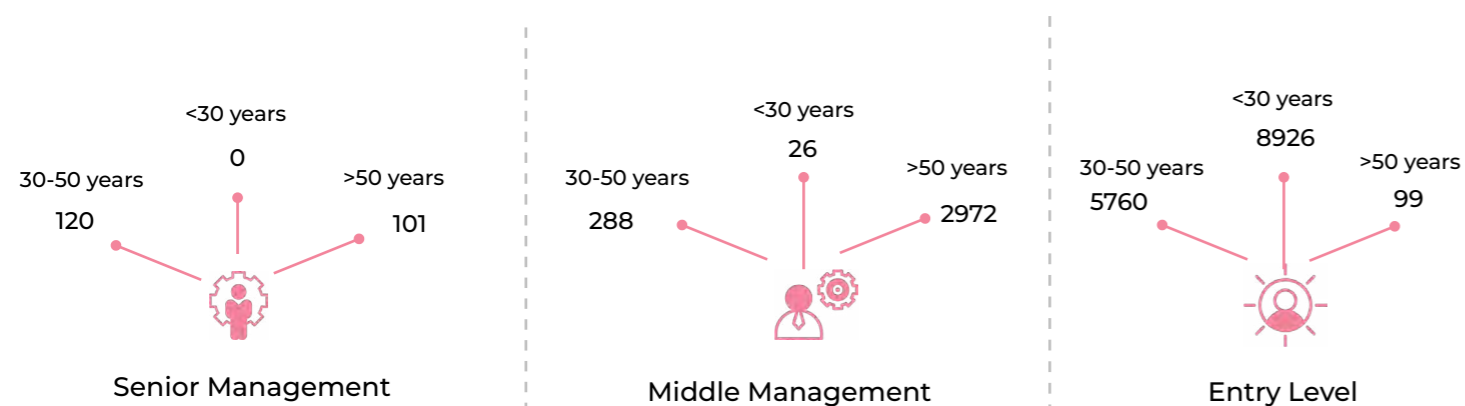 <30 years
0
30-50 years
120
>50 years
101
Senior Management
<30 years
26
30-50 years
288
>50 years
2972
Middle Management
<30 years
8926
30-50 years
5760
>50 years
99
Entry Level